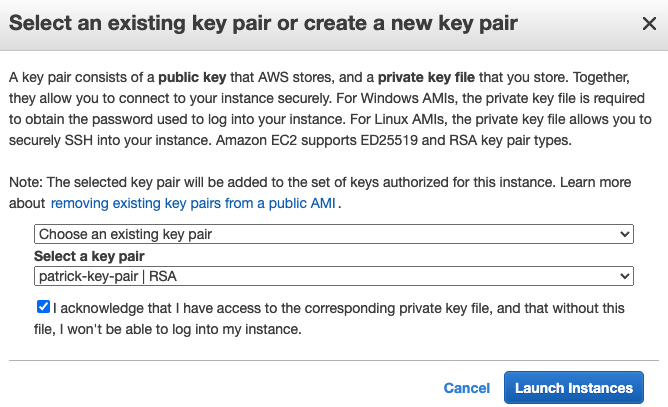 Select an existing key pair or create a new key pair
A key pair consists of a public key that AWS stores, and a private key file that you store. Together,
they allow you to connect to your instance securely. For Windows AMIs, the private key file is required
to obtain the password used to log into your instance. For Linux AMIs, the private key file allows you to
securely SSH into your instance. Amazon EC2 supports ED25519 and RSA key pair types.
Note: The selected key pair will be added to the set of keys authorized for this instance. Learn more
about removing existing key pairs from a public AMI .
Choose an existing key pair
Select a key pair
patrick-key-pair | RSA
I acknowledge that I have access to the corresponding private key file, and that without this
file, I won't be able to log into my instance.
Cancel Launch Instances